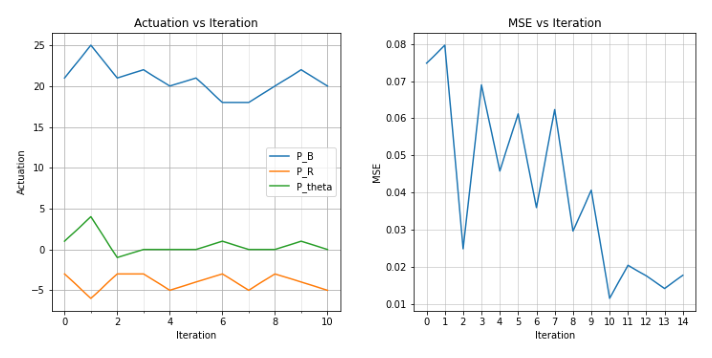 Actuation vs Iteration
25
20
15
10
5
0
−5
Actuation
P_B
P_R
P_theta
0 2 4 6 8 10
Iteration
MSE vs Iteration
0.08
0.07
0.06
0.05
0.04
0.03
0.02
0.01
MSE
0 1 2 3 4 5 6 7 8 9 10 11 12 13 14
Iteration